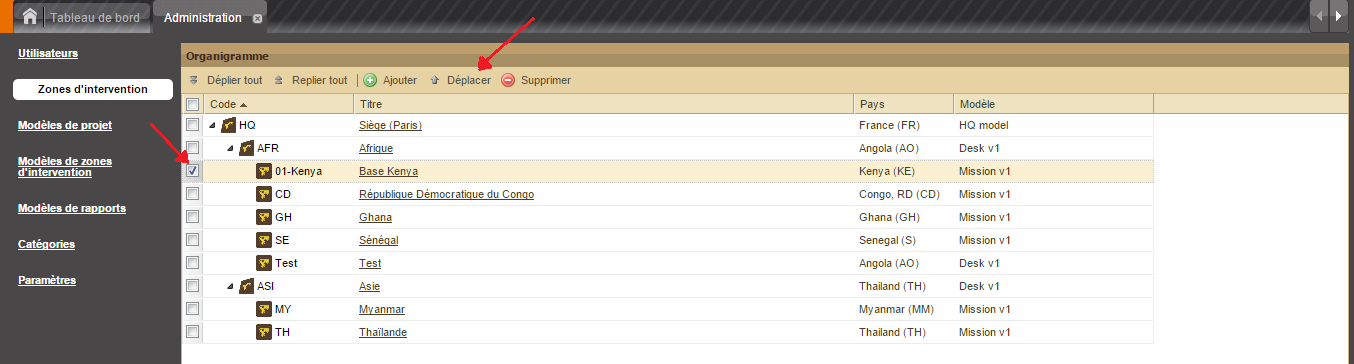 Tableau de bord Administration
Utilisateurs
Zones d'intervention
Modèles de projet
Modèles de zones
d'intervention
Modèles de rapports
Catégories
Paramètres
Organigramme
Déplier tout Replier tout Ajouter Déplacer Supprimer
Code Titre Pays Modèle
HQ Siège (Paris) France (FR) HQ model
AFR Afrique Angola (AO) Desk v1
01-Kenya Base Kenya Kenya (KE) Mission v1
CD République Démocratique du Congo Congo, RD (CD) Mission v1
GH Ghana Ghana (GH) Mission v1
SE Sénégal Senegal (S) Mission v1
Test Test Angola (AO) Desk v1
ASI Asie Thailand (TH) Desk v1
MY Myanmar Myanmar (MM) Mission v1
TH Thaïlande Thailand (TH) Mission v1